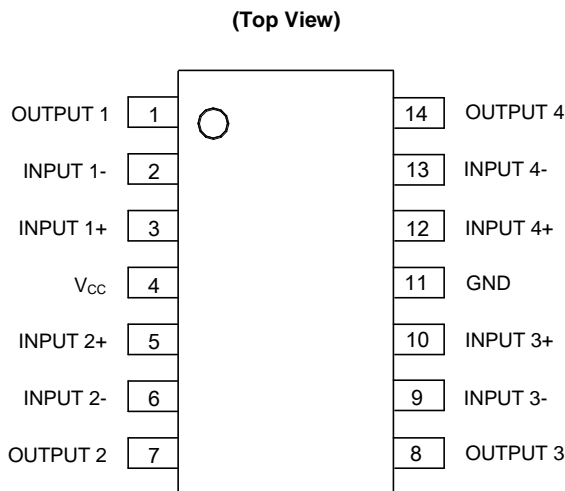 (Top View)
OUTPUT 1 1 14 OUTPUT 4
INPUT 1- 2 13 INPUT 4-
INPUT 1+ 3 12 INPUT 4+
VCC 4 11 GND
INPUT 2+ 5 10 INPUT 3+
INPUT 2- 6 9 INPUT 3-
OUTPUT 2 7 8 OUTPUT 3